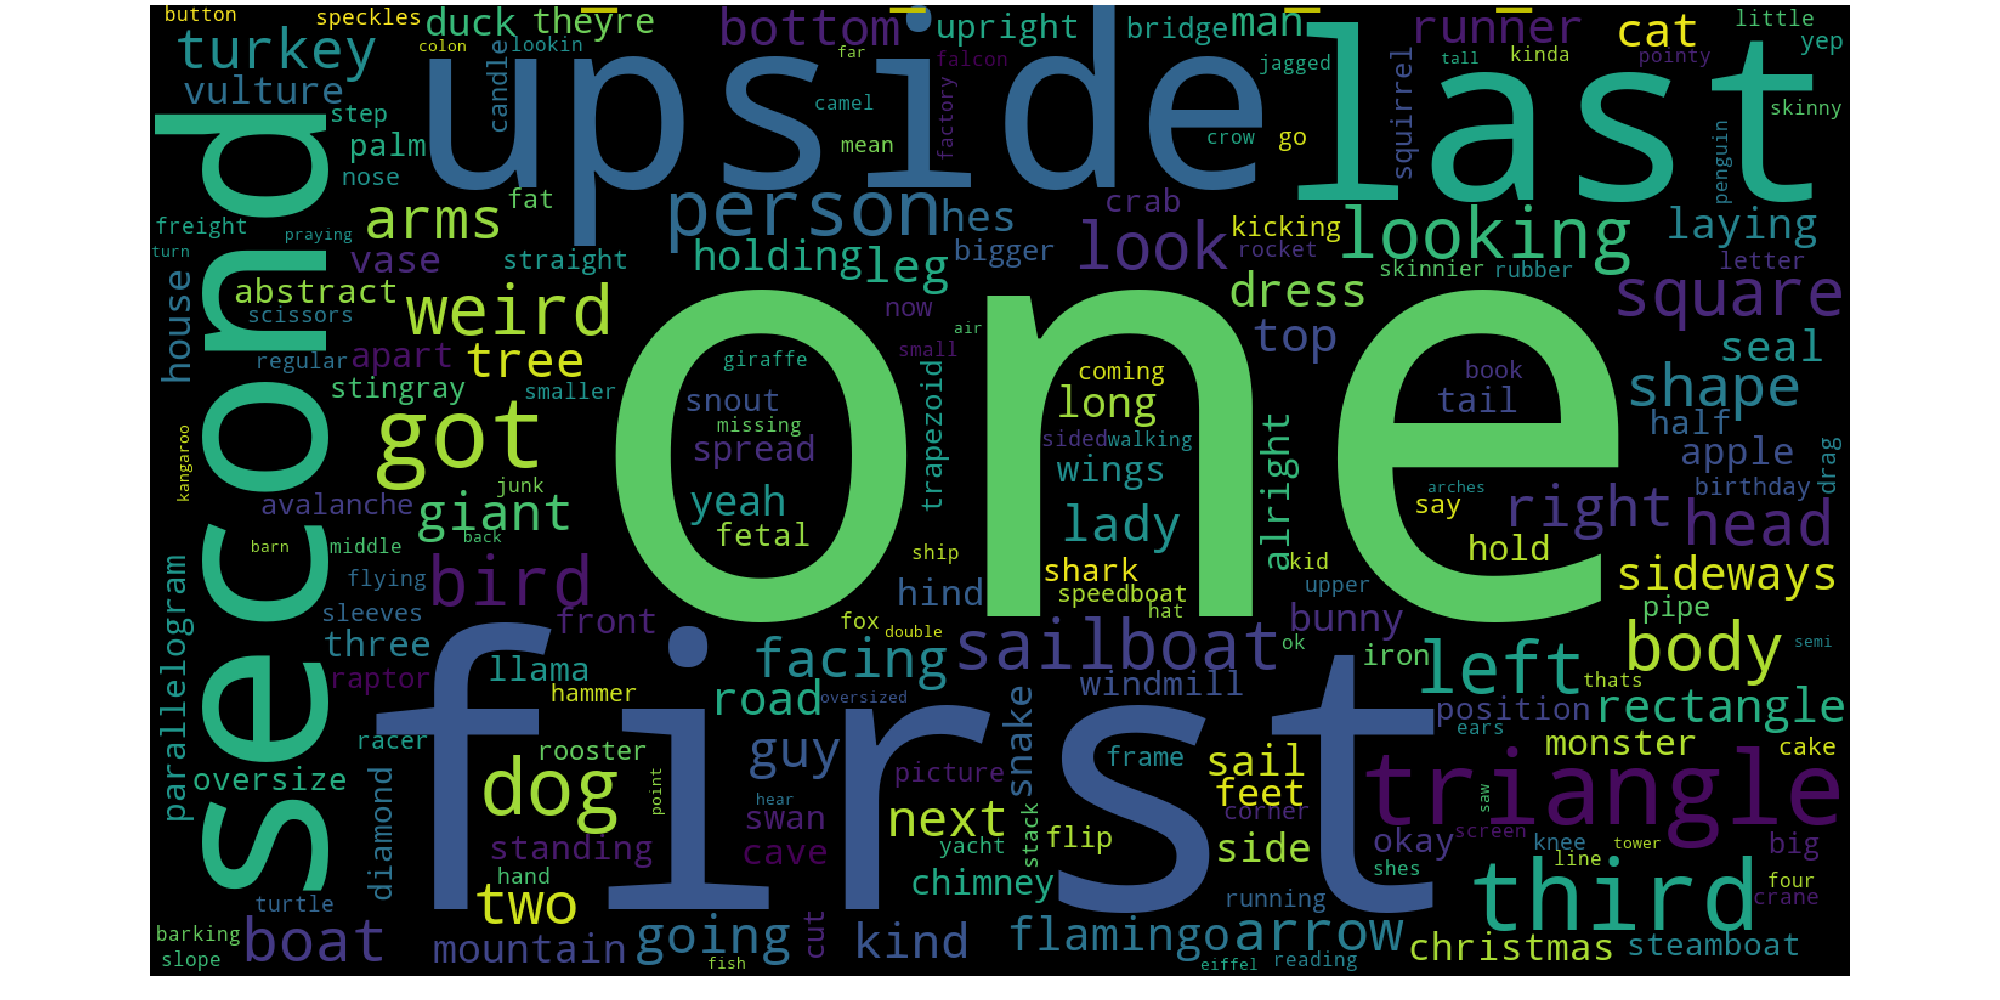 button speckles duck theyre bottom upright bridge man runner cat little
turkey colon lookin far falcon jagged tall kinda pointy yep
vulture candle upside last squirrel
step camel factory skinny
palm mean crow go penguin
nose
freight arms fat person hes crab kicking looking laying
turn praying holding leg bigger look rocket
vase straight skinnier rubber letter
second house abstract weird now dress square
scissors air top
regular apart tree giraffe one small seal
stingray smaller snout trapezoid coming book shape
got missing long tail half
kangaroo spread sided walking alright apple drag
avalanche junk yeah wings arches birthday
giant fetal lady say right head
barn middle back ship hold
parallelogram flying bird hind shark kid sideways
sleeves speedboat upper pipe
three front fox double hat bunny
raptor llama first facing sailboat ok iron left body semi
hammer road oversized windmill thats
racer rooster guy snake position rectangle
oversize dog picture frame sail ears monster cake
diamond point hear feet triangle
swan next stack corner saw
standing cave yacht flip side okay screen knee tower big
hand chimney shes line four
turtle two running third crane
barking boat mountain cut going kind flamingo arrow christmas steamboat
slope fish eiffel reading